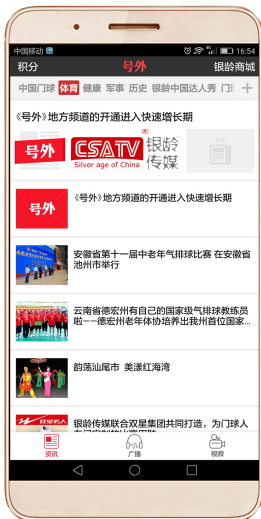 中国移动 16:54
积分 号外 银龄商城
中国门球 体育 健康 军事 历史 银龄中国达人秀 门
《号外》地方频道的开通进入快速增长期
号外 CSATV 银龄
Silver age of China 传媒
号外 《号外》地方频道的开通进入快速增长期
安徽省第十一届中老年气排球比赛 在安徽省
池州市举行
云南省德宏州有自己的国家级气排球教练员
啦——德宏州老年体协培养出我州首位国家...
韵荡汕尾市 美漾红海湾
双星名人 银龄传媒联合双星集团共同打造，为门球人
资讯 广播 视频